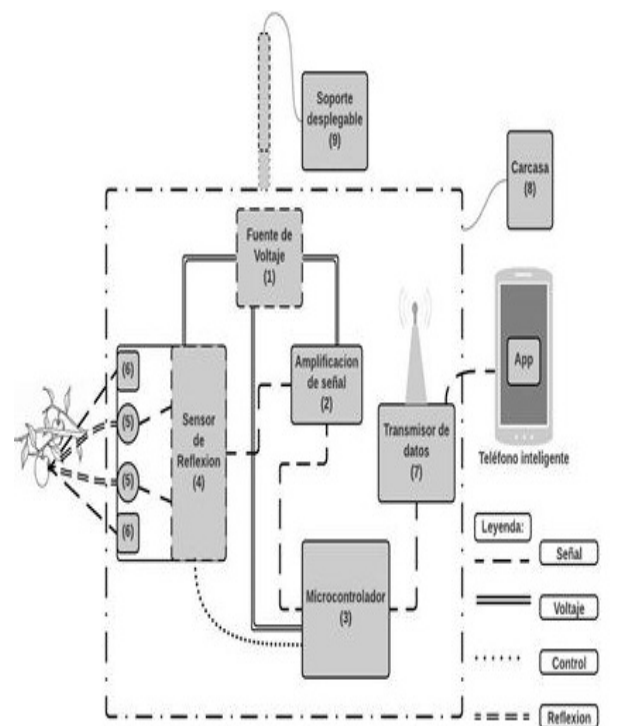 Soporte
desplegable
(9)
Carcasa
(8)
Fuente de
Voltaje
(1)
Amplificacion
de señal
(2)
App
(6)
(5)
(5)
(6)
Sensor
de
Reflexion
(4)
Transmisor de
datos
(7)
Teléfono inteligente
Microcontrolador
(3)
Leyenda:
Señal
Voltaje
Control
Reflexion